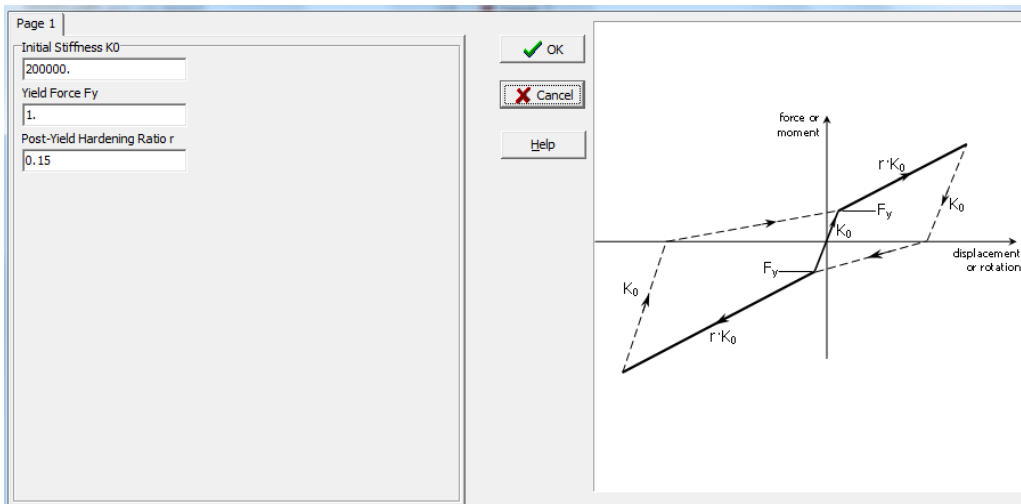 Page 1
Initial Stiffness K0
200000.
Yield Force Fy
1.
Post-Yield Hardening Ratio r
0.15
OK
Cancel
Help
force or
moment
r·K₀
K₀
Fy
K₀
displacement
or rotation
Fy
K₀
r·K₀